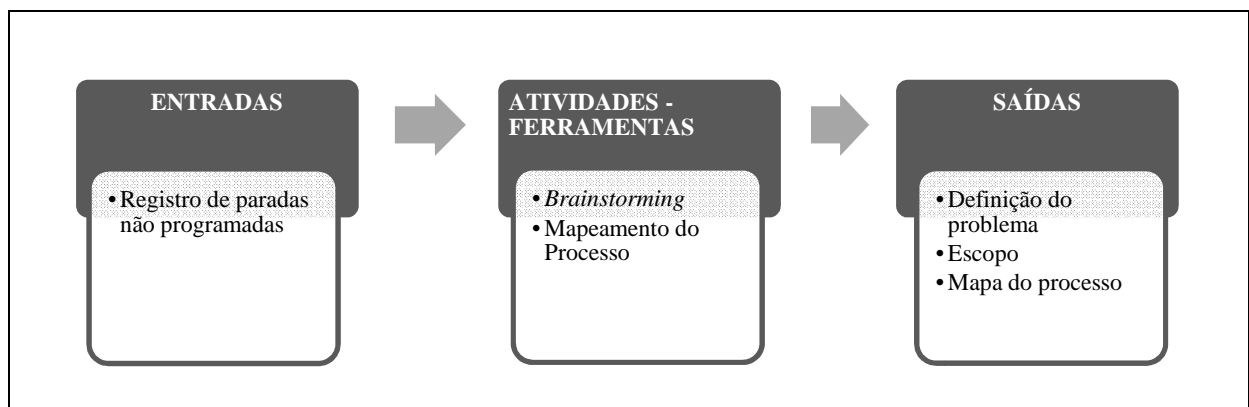 ENTRADAS
• Registro de paradas
não programadas
ATIVIDADES -
FERRAMENTAS
• Brainstorming
• Mapeamento do
Processo
SAÍDAS
• Definição do
problema
• Escopo
• Mapa do processo